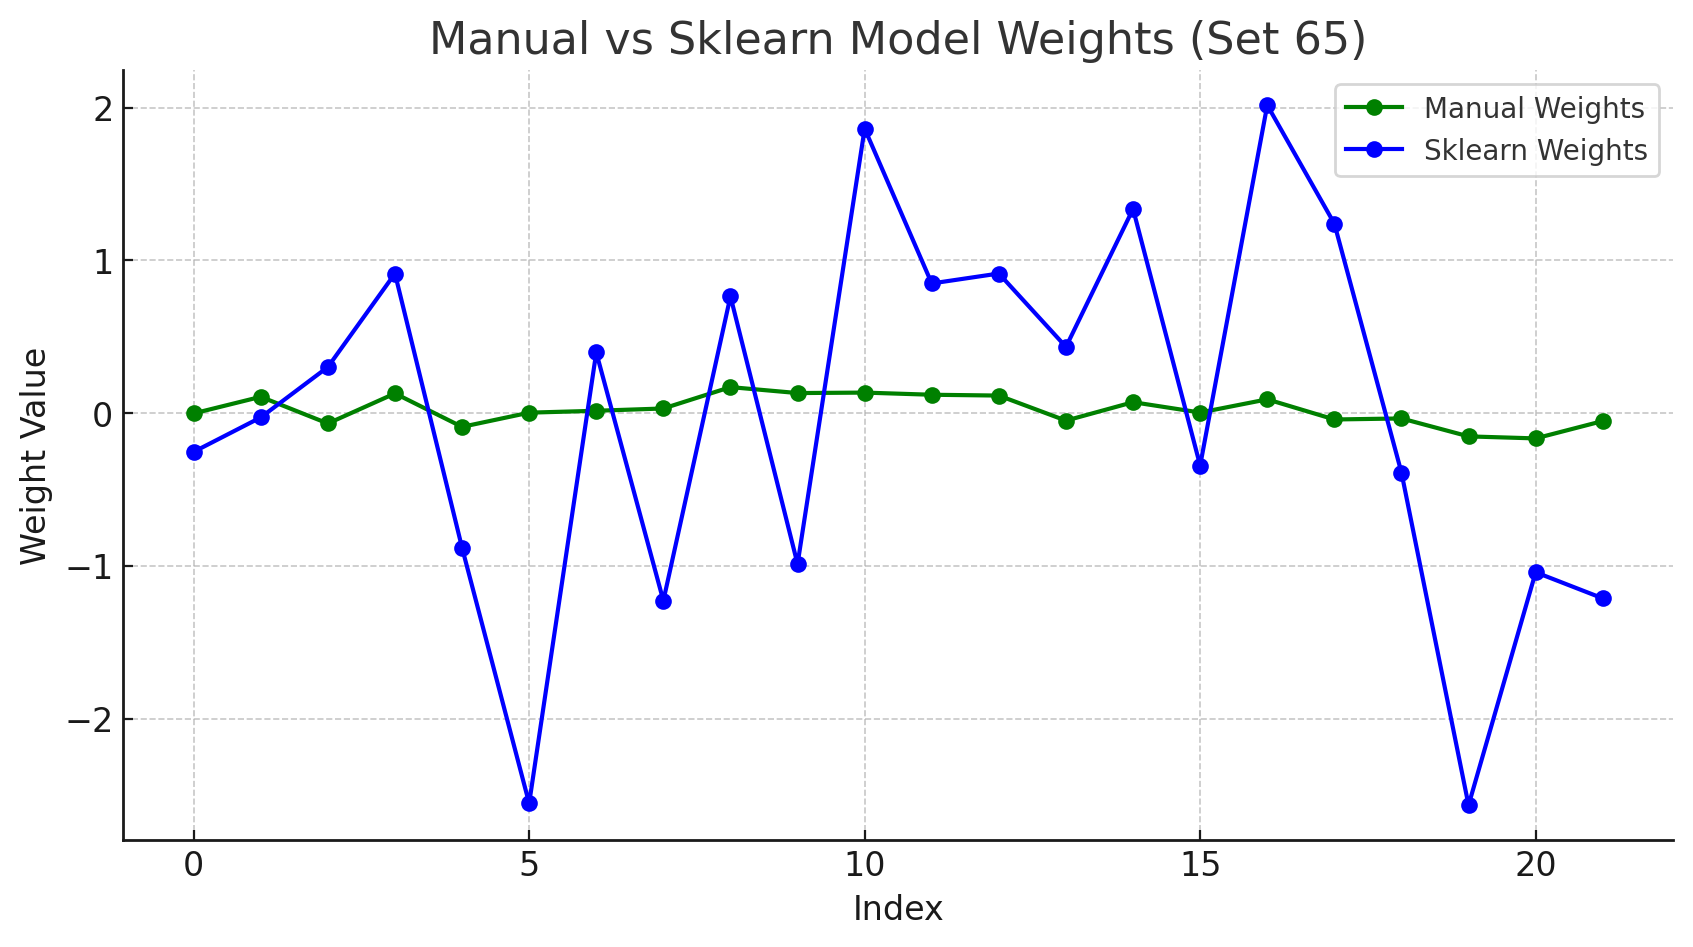 Manual vs Sklearn Model Weights (Set 65)
Manual Weights
Sklearn Weights
Weight Value
2
1
0
−1
−2
0 5 10 15 20
Index